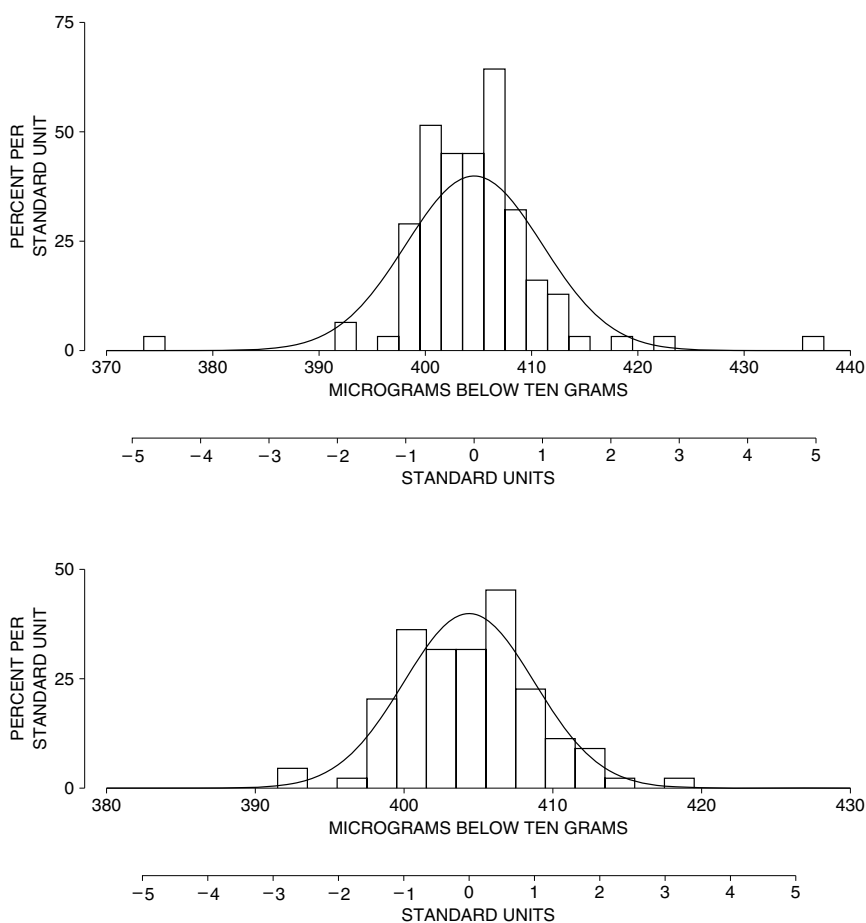 75
50
25
0
PERCENT PER
STANDARD UNIT
370 380 390 400 410 420 430 440
MICROGRAMS BELOW TEN GRAMS
−5 −4 −3 −2 −1 0 1 2 3 4 5
STANDARD UNITS
50
25
0
PERCENT PER
STANDARD UNIT
380 390 400 410 420 430
MICROGRAMS BELOW TEN GRAMS
−5 −4 −3 −2 −1 0 1 2 3 4 5
STANDARD UNITS